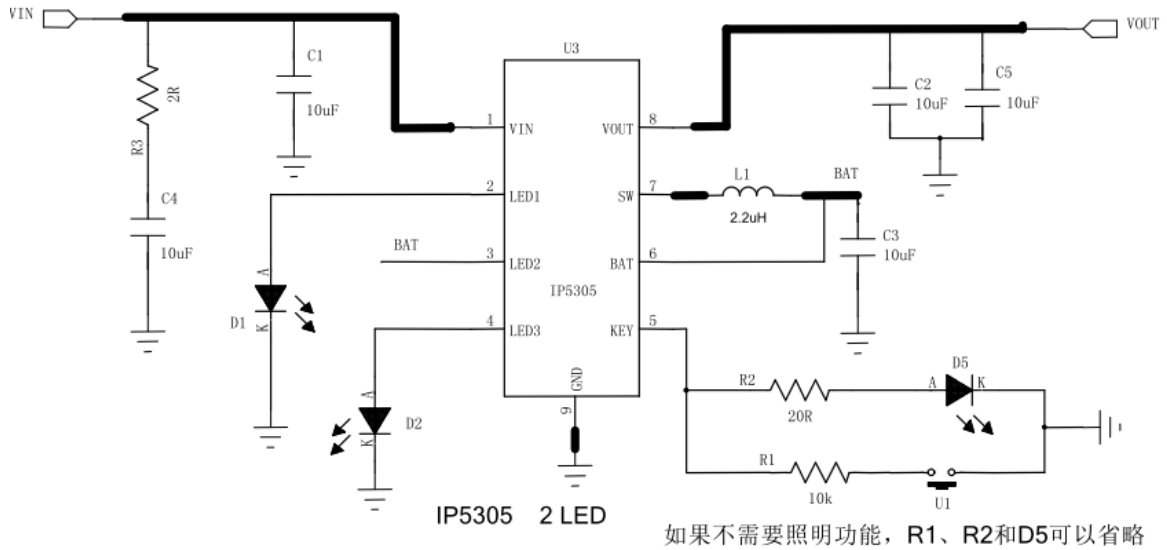 VIN
VOUT
U3
C1
10uF
2R
R3
C4
10uF
C2
10uF
C5
10uF
1
VIN
VOUT
8
2
LED1
SW
7
L1
2.2uH
BAT
BAT
3
LED2
BAT
6
C3
10uF
IP5305
A
K
D1
4
LED3
KEY
5
A
K
D2
GND
9
R2
20R
A
D5
K
R1
10k
U1
IP5305 2 LED
如果不需要照明功能，R1、R2和D5可以省略